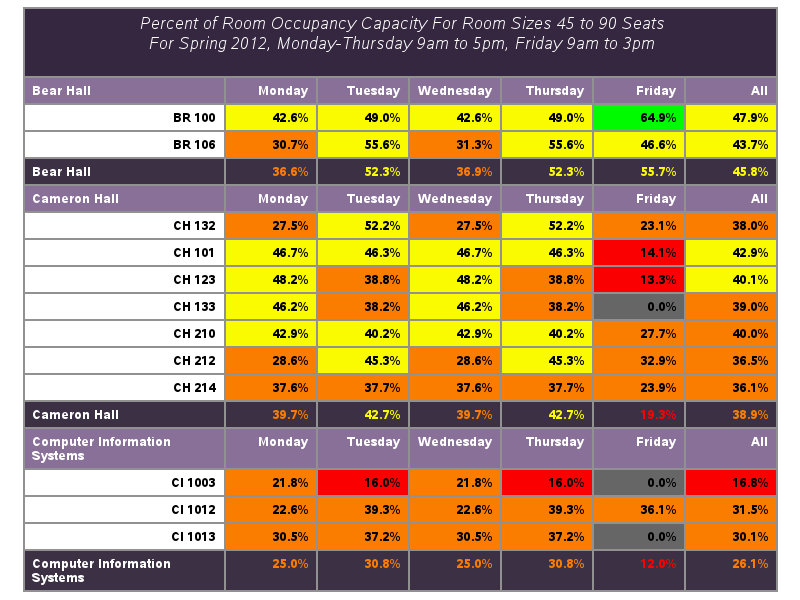 Percent of Room Occupancy Capacity For Room Sizes 45 to 90 Seats
For Spring 2012, Monday-Thursday 9am to 5pm, Friday 9am to 3pm
Bear Hall Monday Tuesday Wednesday Thursday Friday All
BR 100 42.6% 49.0% 42.6% 49.0% 64.9% 47.9%
BR 106 30.7% 55.6% 31.3% 55.6% 46.6% 43.7%
Bear Hall 36.6% 52.3% 36.9% 52.3% 55.7% 45.8%
Cameron Hall Monday Tuesday Wednesday Thursday Friday All
CH 132 27.5% 52.2% 27.5% 52.2% 23.1% 38.0%
CH 101 46.7% 46.3% 46.7% 46.3% 14.1% 42.9%
CH 123 48.2% 38.8% 48.2% 38.8% 13.3% 40.1%
CH 133 46.2% 38.2% 46.2% 38.2% 0.0% 39.0%
CH 210 42.9% 40.2% 42.9% 40.2% 27.7% 40.0%
CH 212 28.6% 45.3% 28.6% 45.3% 32.9% 36.5%
CH 214 37.6% 37.7% 37.6% 37.7% 23.9% 36.1%
Cameron Hall 39.7% 42.7% 39.7% 42.7% 19.3% 38.9%
Computer Information Monday Tuesday Wednesday Thursday Friday All
Systems
CI 1003 21.8% 16.0% 21.8% 16.0% 0.0% 16.8%
CI 1012 22.6% 39.3% 22.6% 39.3% 36.1% 31.5%
CI 1013 30.5% 37.2% 30.5% 37.2% 0.0% 30.1%
Computer Information 25.0% 30.8% 25.0% 30.8% 12.0% 26.1%
Systems